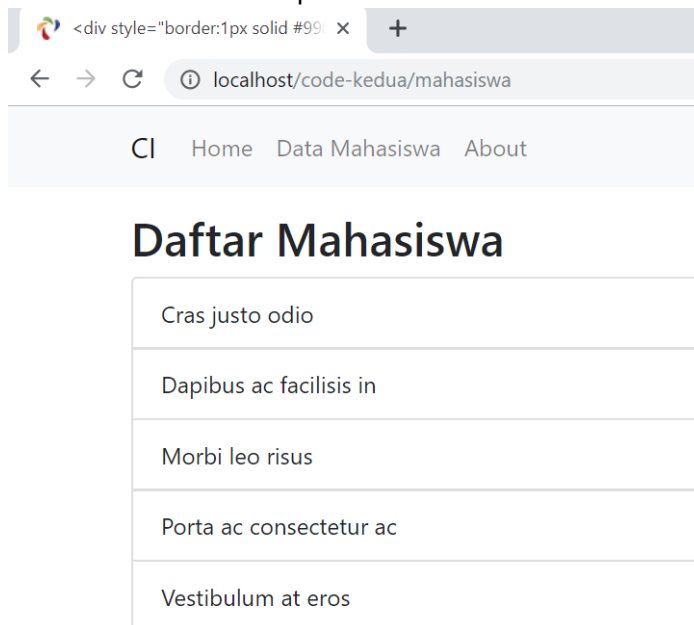 <div style="border:1px solid #99
localhost/code-kedua/mahasiswa
CI Home Data Mahasiswa About
Daftar Mahasiswa
Cras justo odio
Dapibus ac facilisis in
Morbi leo risus
Porta ac consectetur ac
Vestibulum at eros